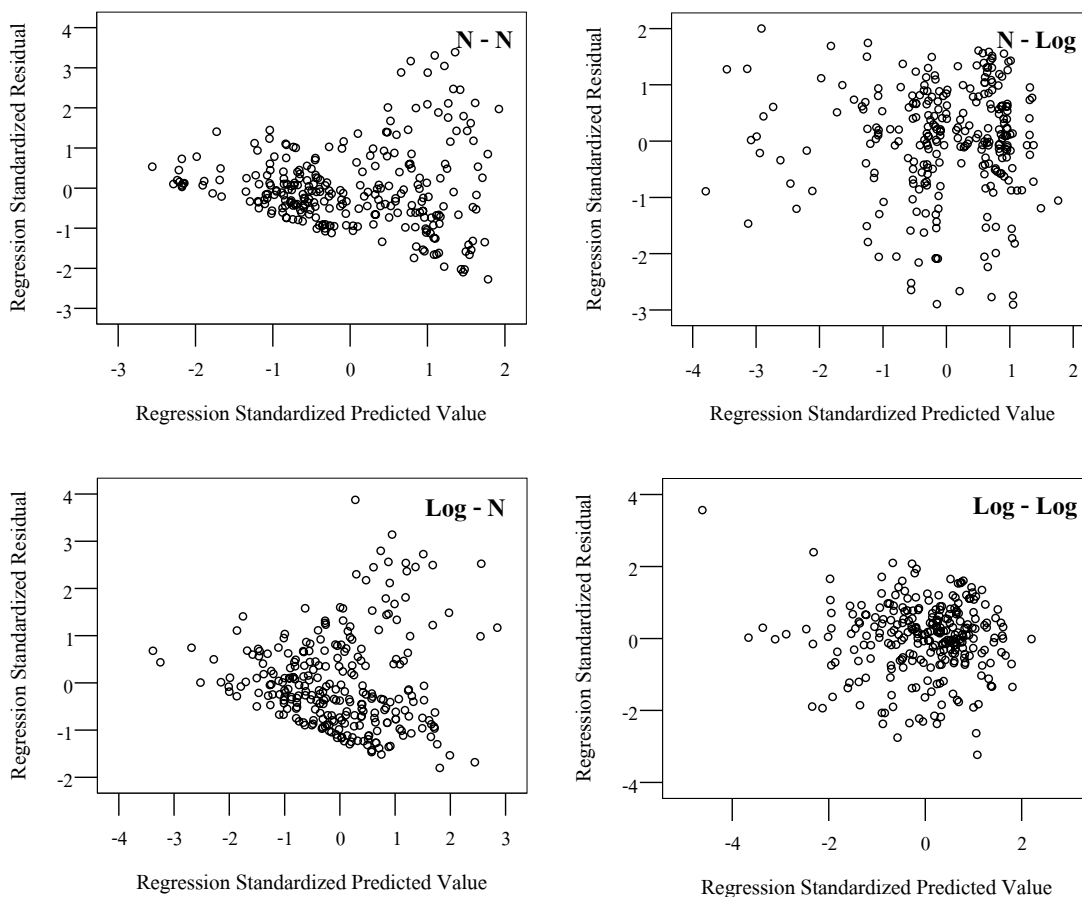 N - N
Regression Standardized Residual
4
3
2
1
0
-1
-2
-3
-3 -2 -1 0 1 2
Regression Standardized Predicted Value
N - Log
Regression Standardized Residual
2
1
0
-1
-2
-3
-4 -3 -2 -1 0 1 2
Regression Standardized Predicted Value
Log - N
Regression Standardized Residual
4
3
2
1
0
-1
-2
-4 -3 -2 -1 0 1 2 3
Regression Standardized Predicted Value
Log - Log
Regression Standardized Residual
4
2
0
-2
-4
-4 -2 0 2
Regression Standardized Predicted Value